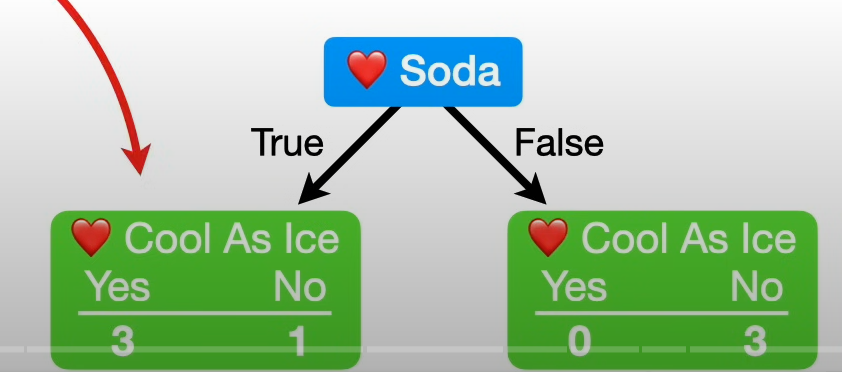 ❤️ Soda
True False
❤️ Cool As Ice
Yes No
3 1
❤️ Cool As Ice
Yes No
0 3